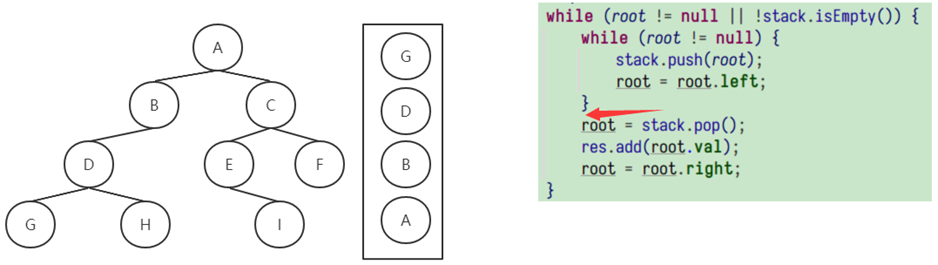 A
B
C
D
E
F
G
H
I
G
D
B
A
while (root != null || !stack.isEmpty()) {
while (root != null) {
stack.push(root);
root = root.left;
}
root = stack.pop();
res.add(root.val);
root = root.right;
}